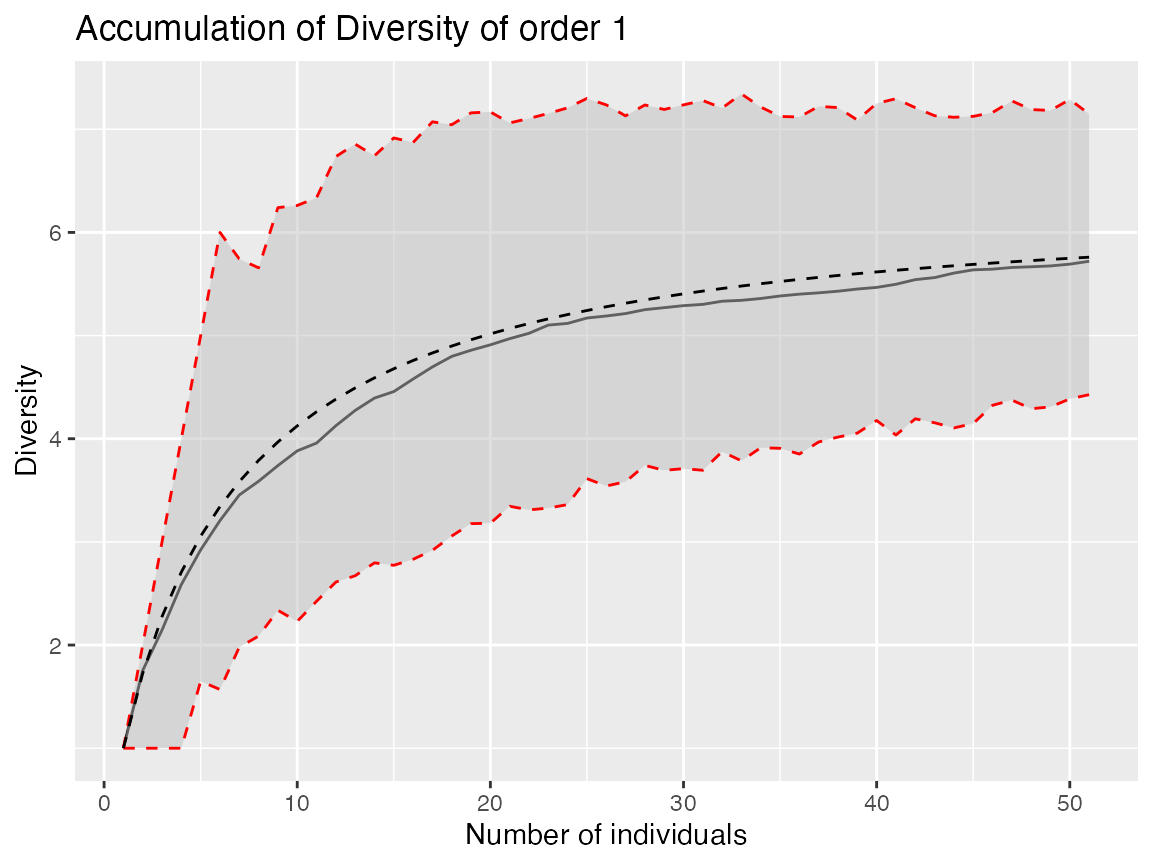 Accumulation of Diversity of order 1
Diversity
6
4
2
0 10 20 30 40 50
Number of individuals